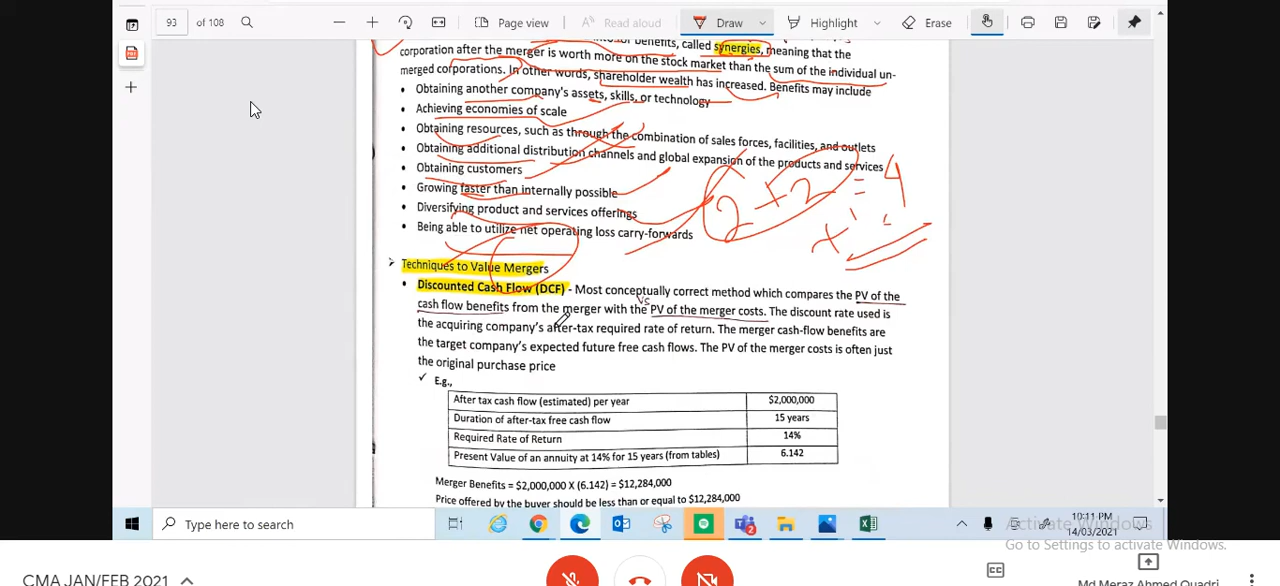 93 of 108
Page view
Read aloud
Draw
Highlight
Erase
benefits, called synergies, meaning that the
corporation after the merger is worth more on the stock market than the sum of the individual un-
merged corporations. In other words, shareholder wealth has increased. Benefits may include
• Obtaining another company's assets, skills, or technology
• Achieving economies of scale
• Obtaining resources, such as through the combination of sales forces, facilities, and outlets
• Obtaining additional distribution channels and global expansion of the products and services
• Obtaining customers
• Growing faster than internally possible
• Diversifying product and services offerings
• Being able to utilize net operating loss carry-forwards
2 + 2 = 4
Techniques to Value Mergers
• Discounted Cash Flow (DCF) - Most conceptually correct method which compares the PV of the
vs
cash flow benefits from the merger with the PV of the merger costs. The discount rate used is
the acquiring company's after-tax required rate of return. The merger cash-flow benefits are
the target company's expected future free cash flows. The PV of the merger costs is often just
the original purchase price
✓ E.g.,
After tax cash flow (estimated) per year $2,000,000
Duration of after-tax free cash flow 15 years
Required Rate of Return 14%
Present Value of an annuity at 14% for 15 years (from tables) 6.142
Merger Benefits = $2,000,000 X (6.142) = $12,284,000
Price offered by the buyer should be less than or equal to $12,284,000
Type here to search
10:11 PM
14/03/2021
Activate Windows
Go to Settings to activate Windows.
CMA JAN/FEB 2021
Md Meraz Ahmed Quadri